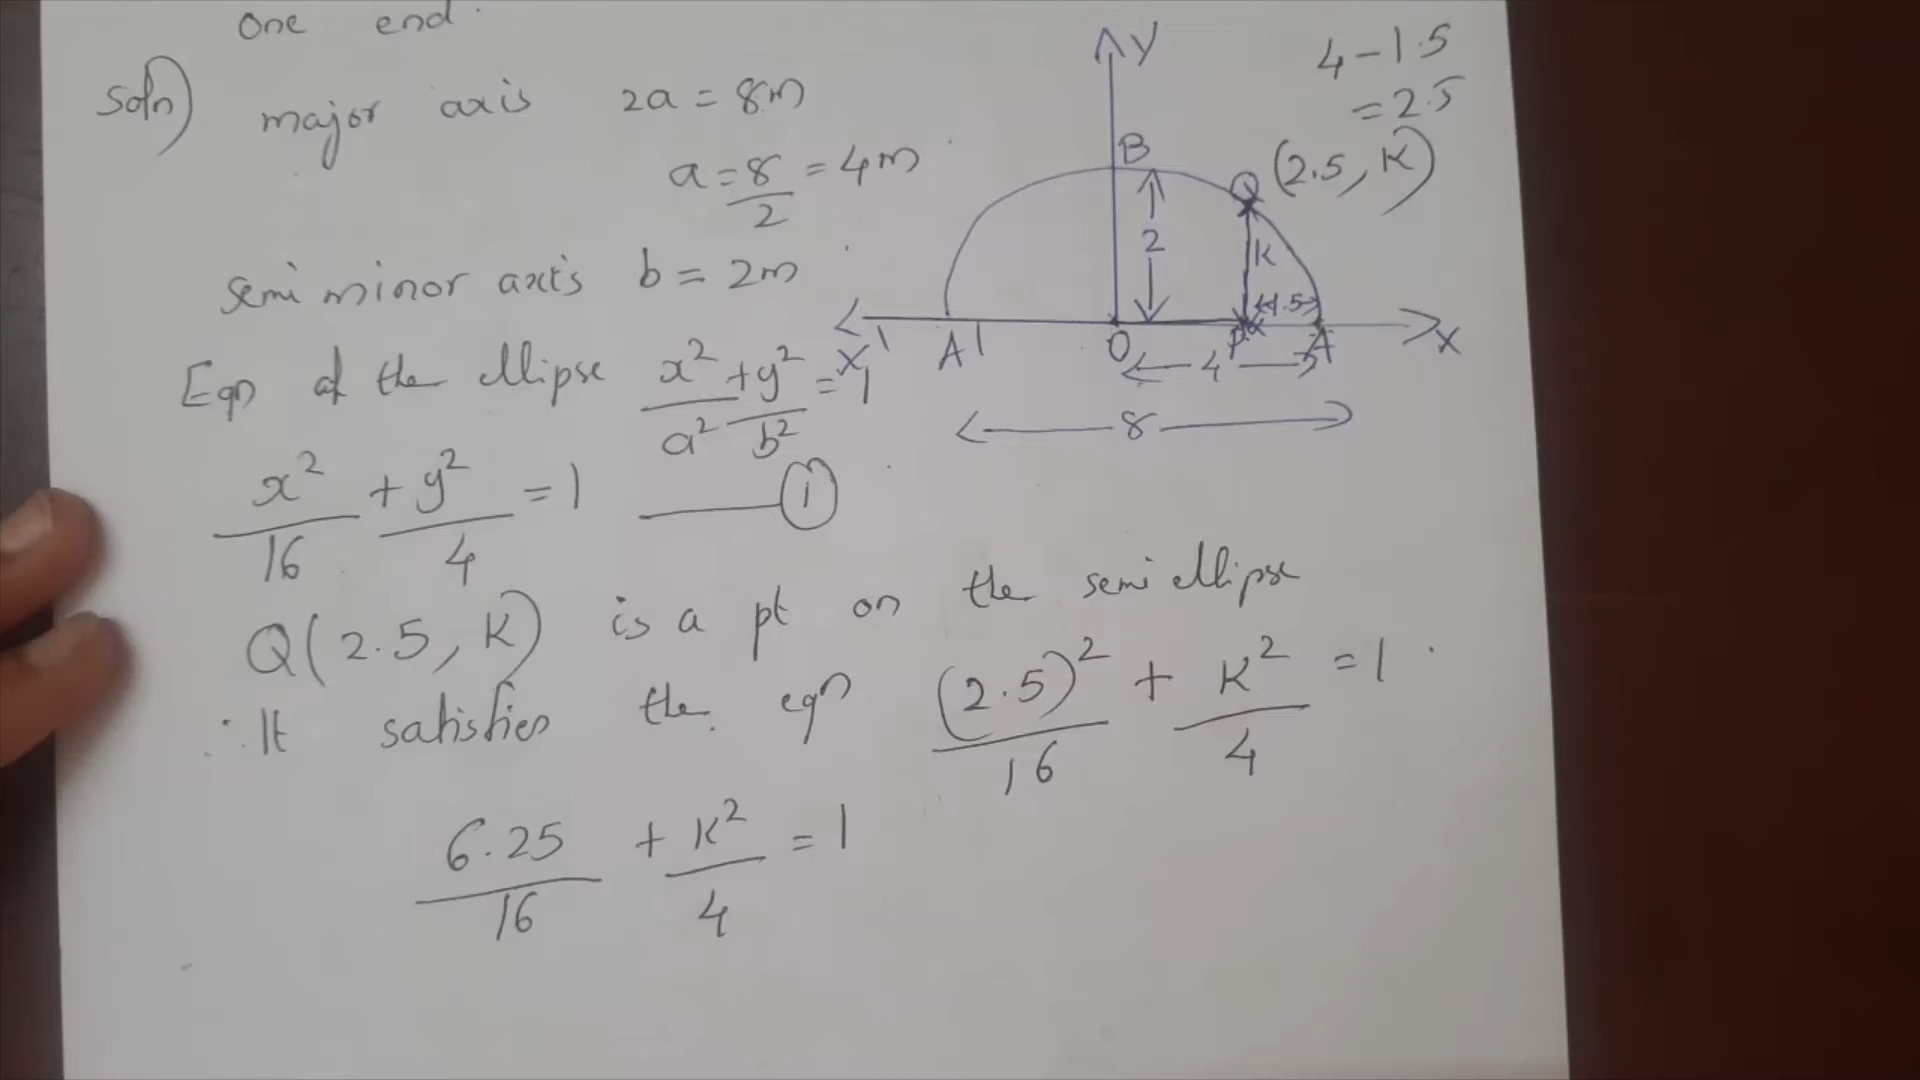 One end.
Soln) major axis 2a = 8m
a = 8/2 = 4m
semi minor axis b = 2m
Eqn of the ellipse x²/a² + y²/b² = 1
x²/16 + y²/4 = 1 ——— ①
Q(2.5, K) is a pt on the semi ellipse
∴ It satisfies the eqn (2.5)²/16 + K²/4 = 1
6.25/16 + K²/4 = 1
4 - 1.5
= 2.5
Y
B
Q (2.5, K)
2
K
1.5
X' A' O P A X
4
8